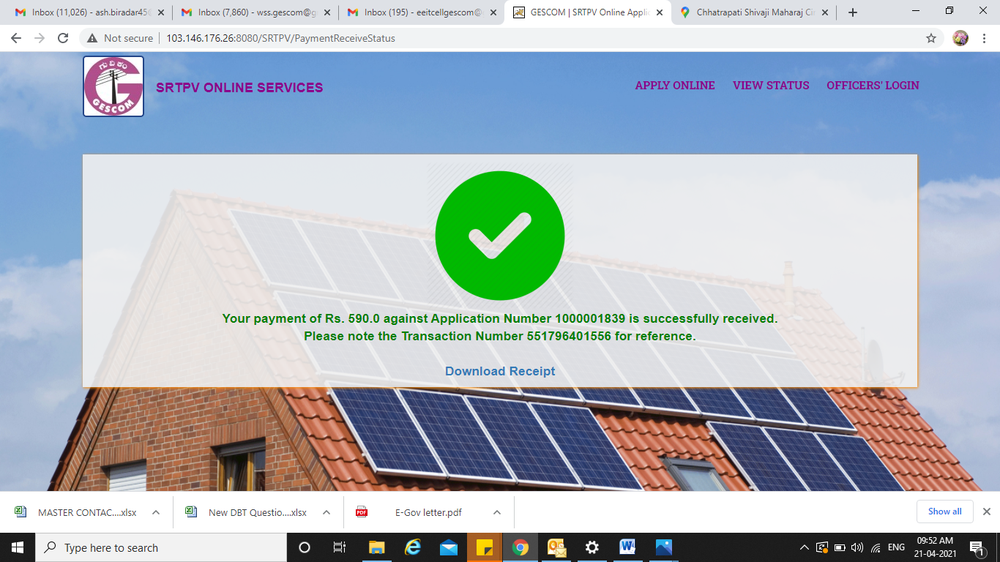 Inbox (11,026) - ash.biradar45
Inbox (7,860) - wss.gescom@g
Inbox (195) - eeitcellgescom@
GESCOM | SRTPV Online Applic
Chhatrapati Shivaji Maharaj Cir
Not secure
103.146.176.26:8080/SRTPV/PaymentReceiveStatus
ಗು ವಿ ಕಂ
GESCOM
SRTPV ONLINE SERVICES
APPLY ONLINE
VIEW STATUS
OFFICERS' LOGIN
Your payment of Rs. 590.0 against Application Number 1000001839 is successfully received.
Please note the Transaction Number 551796401556 for reference.
Download Receipt
MASTER CONTAC....xlsx
New DBT Questio....xlsx
PDF
E-Gov letter.pdf
Show all
Type here to search
ENG
09:52 AM
21-04-2021
1